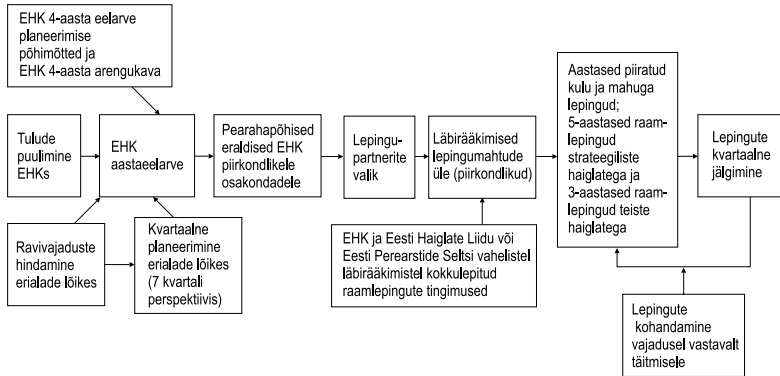 EHK 4-aasta eelarve
planeerimise
põhimõtted ja
EHK 4-aasta arengukava
Tulude
puulimine
EHKs
EHK
aastaeelarve
Pearahapõhised
eraldised EHK
piirkondlikele
osakondadele
Lepingu-
partnerite
valik
Läbirääkimised
lepingumahtude
üle (piirkondlikud)
Aastased piiratud
kulu ja mahuga
lepingud;
5-aastased raam-
lepingud
strateegiliste
haiglatega ja
3-aastased raam-
lepingud teiste
haiglatega
Lepingute
kvartaalne
jälgimine
Ravivajaduste
hindamine
erialade lõikes
Kvartaalne
planeerimine
erialade lõikes
(7 kvartali
perspektiivis)
EHK ja Eesti Haiglate Liidu või
Eesti Perearstide Seltsi vahelistel
läbirääkimistel kokkulepitud
raamlepingute tingimused
Lepingute
kohandamine
vajadusel vastavalt
täitmisele